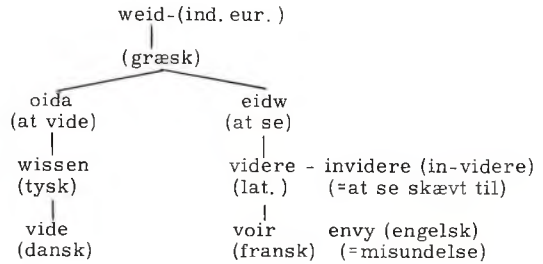 weid-(ind. eur. )
(græsk)
oida eidw
(at vide) (at se)
wissen videre - invidere (in-videre)
(tysk) (lat. ) (=at se skævt til)
vide voir envy (engelsk)
(dansk) (fransk) (=misundelse)